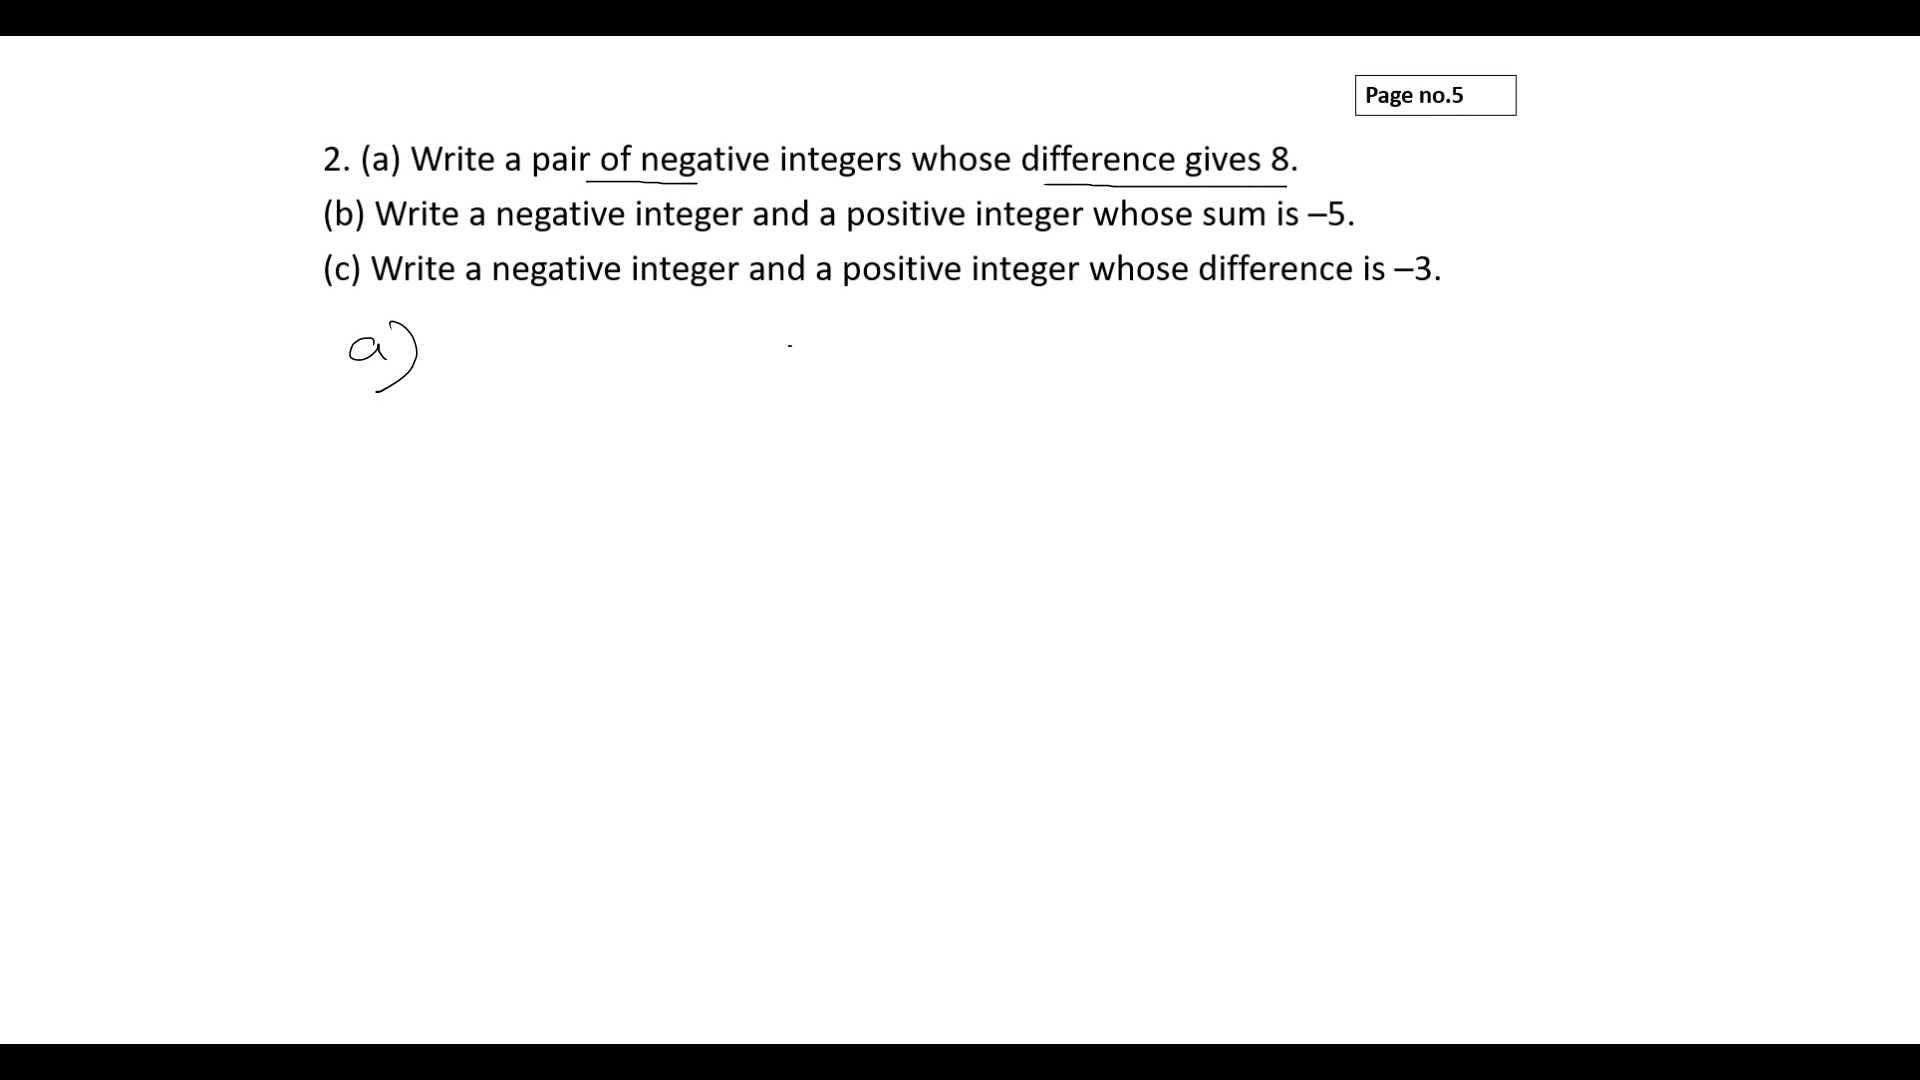 Page no.5
2. (a) Write a pair of negative integers whose difference gives 8.
(b) Write a negative integer and a positive integer whose sum is –5.
(c) Write a negative integer and a positive integer whose difference is –3.
a)